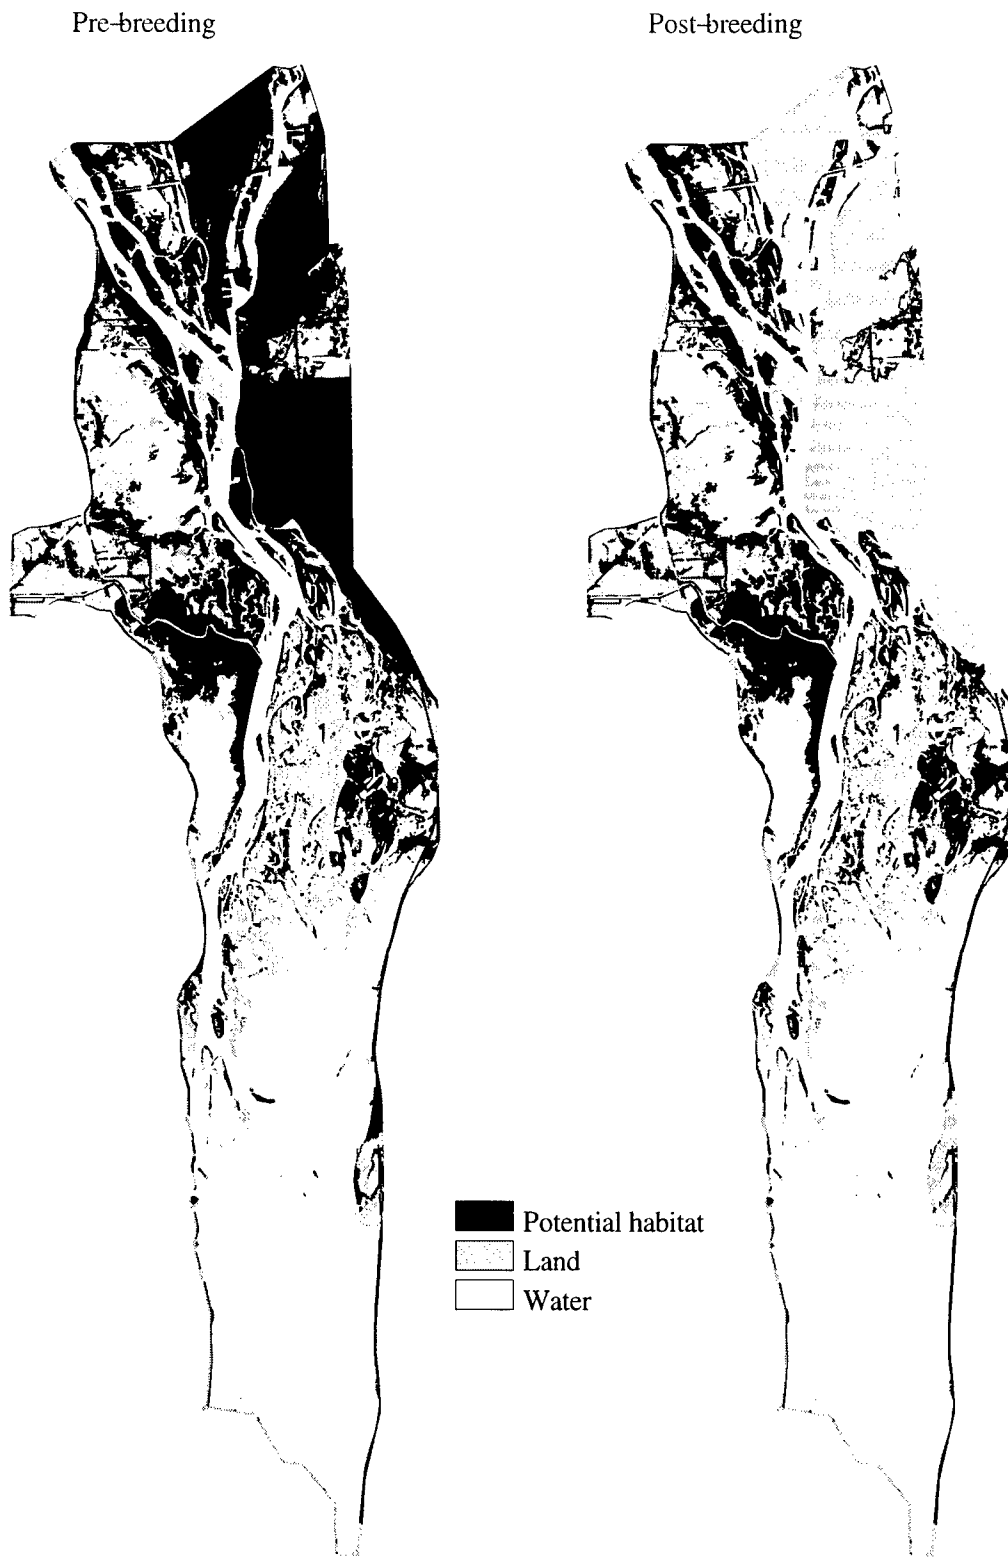 Pre-breeding
Post-breeding
Potential habitat
Land
Water